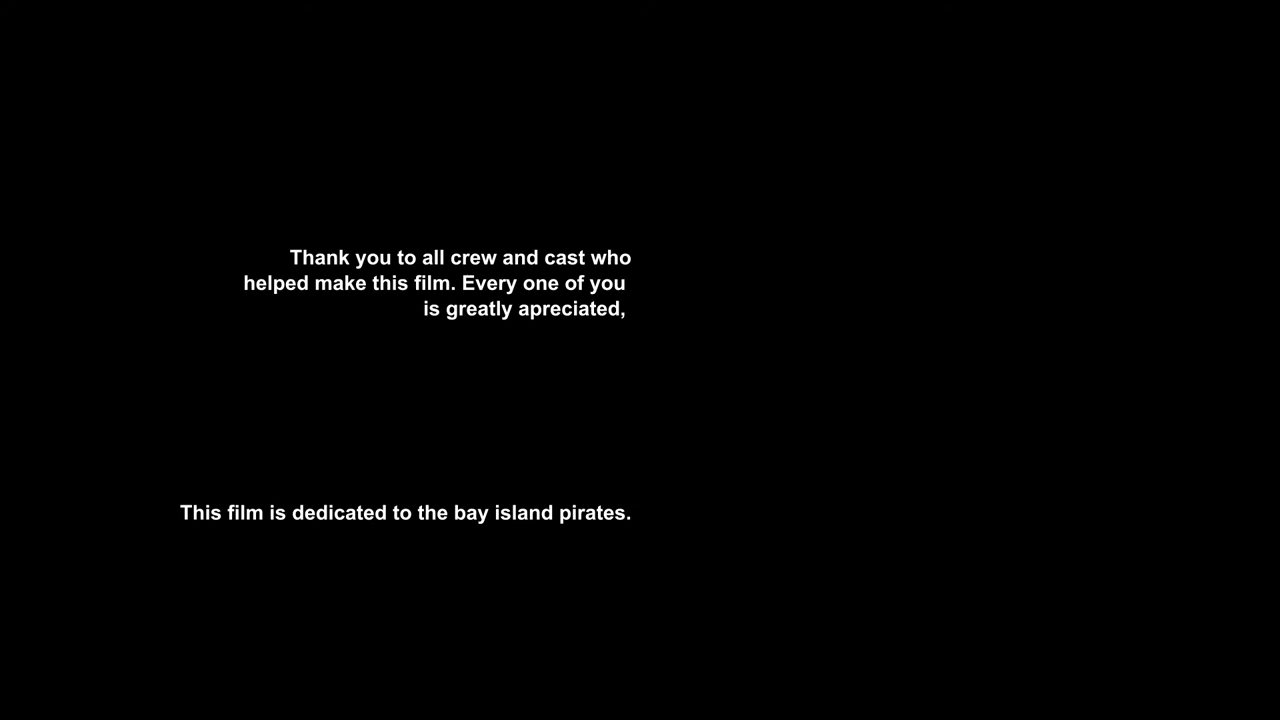 Thank you to all crew and cast who
helped make this film. Every one of you
is greatly apreciated,
This film is dedicated to the bay island pirates.